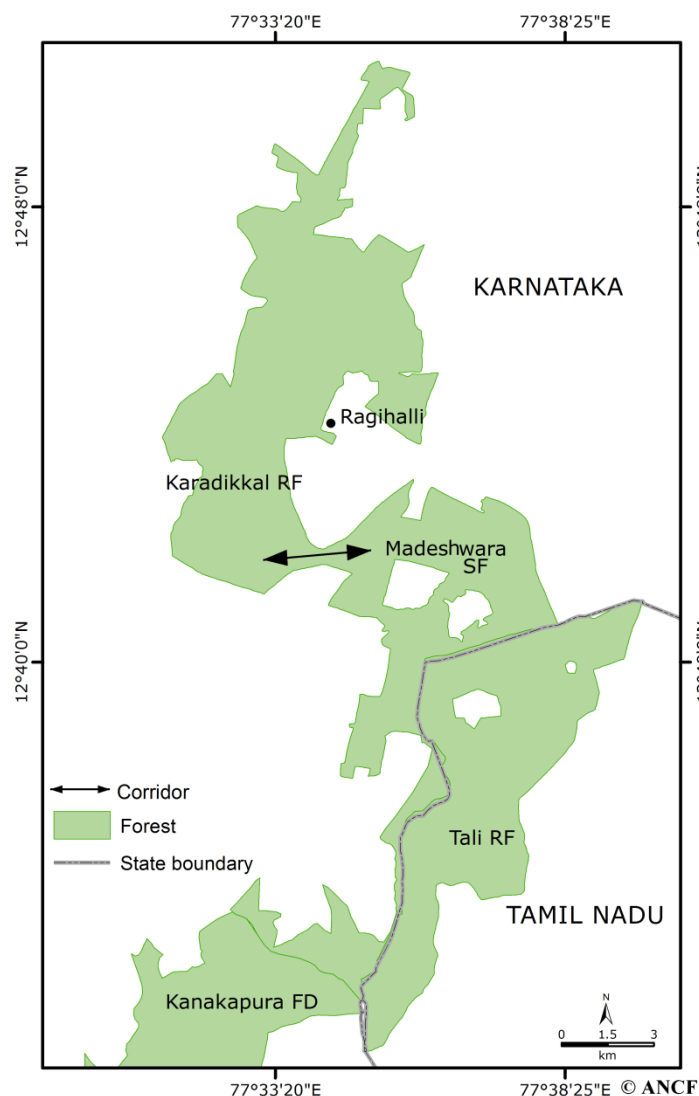 77°33'20"E
77°38'25"E
12°48'0"N
KARNATAKA
Ragihalli
Karadikkal RF
Madeshwara
SF
12°40'0"N
Corridor
Forest
State boundary
Tali RF
TAMIL NADU
Kanakapura FD
N
0 1.5 3
km
77°33'20"E
77°38'25"E
© ANCF